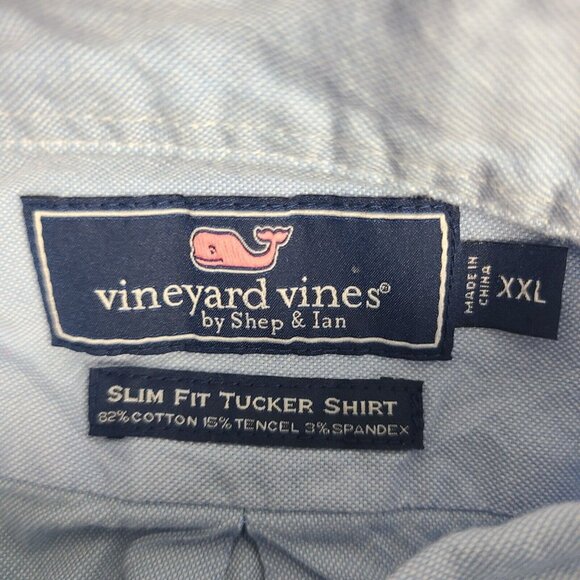 vineyard vines®
by Shep & Ian
MADE IN
CHINA
XXL
SLIM FIT TUCKER SHIRT
82% COTTON 15% TENCEL 3% SPANDEX